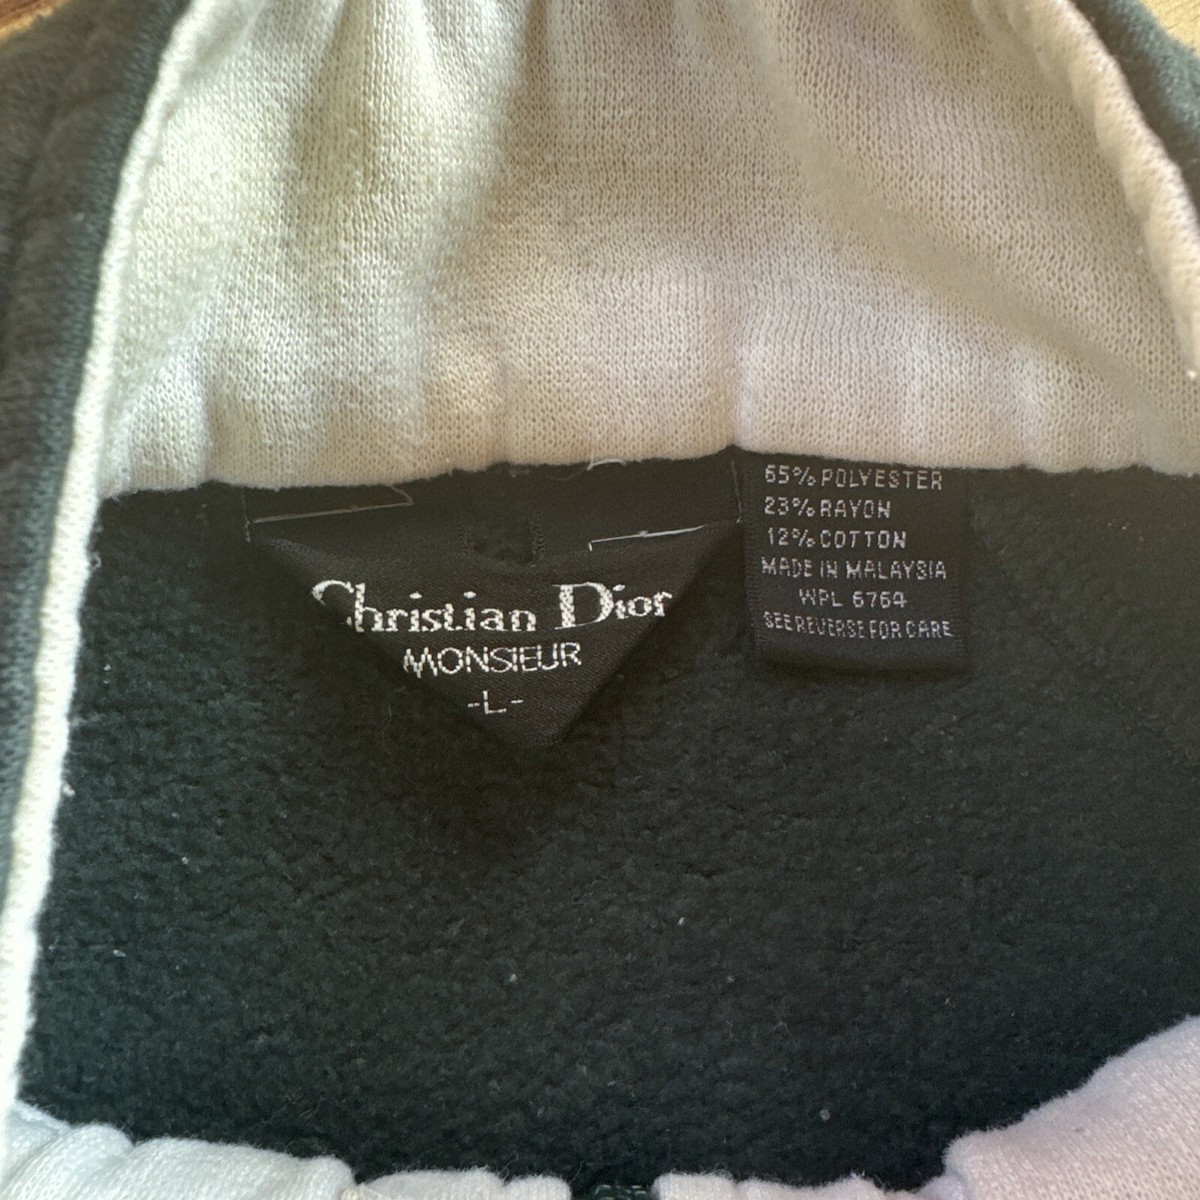 Christian Dior
MONSIEUR
-L-
65% POLYESTER
23% RAYON
12% COTTON
MADE IN MALAYSIA
WPL 6764
SEE REVERSE FOR CARE